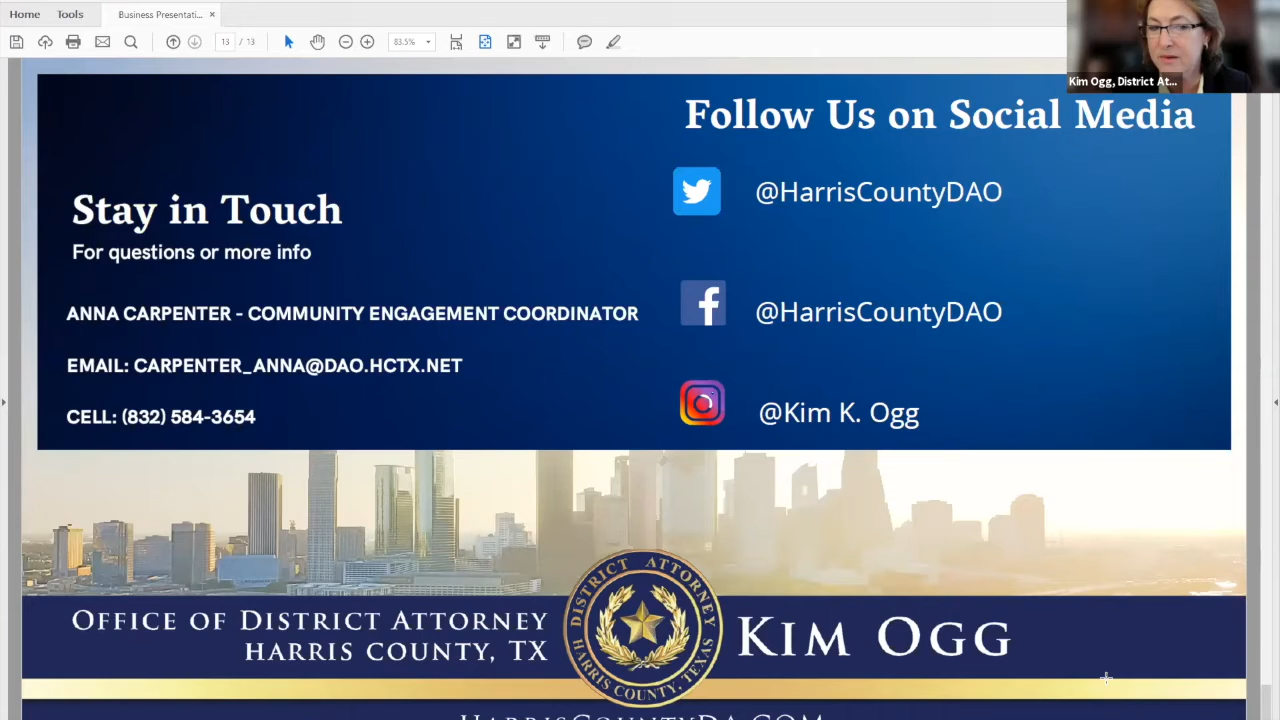 Home
Tools
Business Presentati...
13 / 13
83.5%
Kim Ogg, District At...
Follow Us on Social Media
@HarrisCountyDAO
@HarrisCountyDAO
@Kim K. Ogg
Stay in Touch
For questions or more info
ANNA CARPENTER - COMMUNITY ENGAGEMENT COORDINATOR
EMAIL: CARPENTER_ANNA@DAO.HCTX.NET
CELL: (832) 584-3654
OFFICE OF DISTRICT ATTORNEY
HARRIS COUNTY, TX
DISTRICT ATTORNEY
HARRIS COUNTY, TEXAS
KIM OGG
HARRISCOUNTYDA.COM